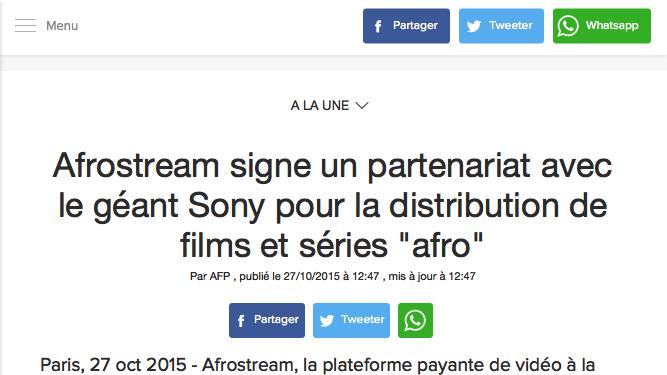 Menu
Partager
Tweeter
Whatsapp
A LA UNE
Afrostream signe un partenariat avec
le géant Sony pour la distribution de
films et séries "afro"
Par AFP , publié le 27/10/2015 à 12:47 , mis à jour à 12:47
Partager
Tweeter
Paris, 27 oct 2015 - Afrostream, la plateforme payante de vidéo à la